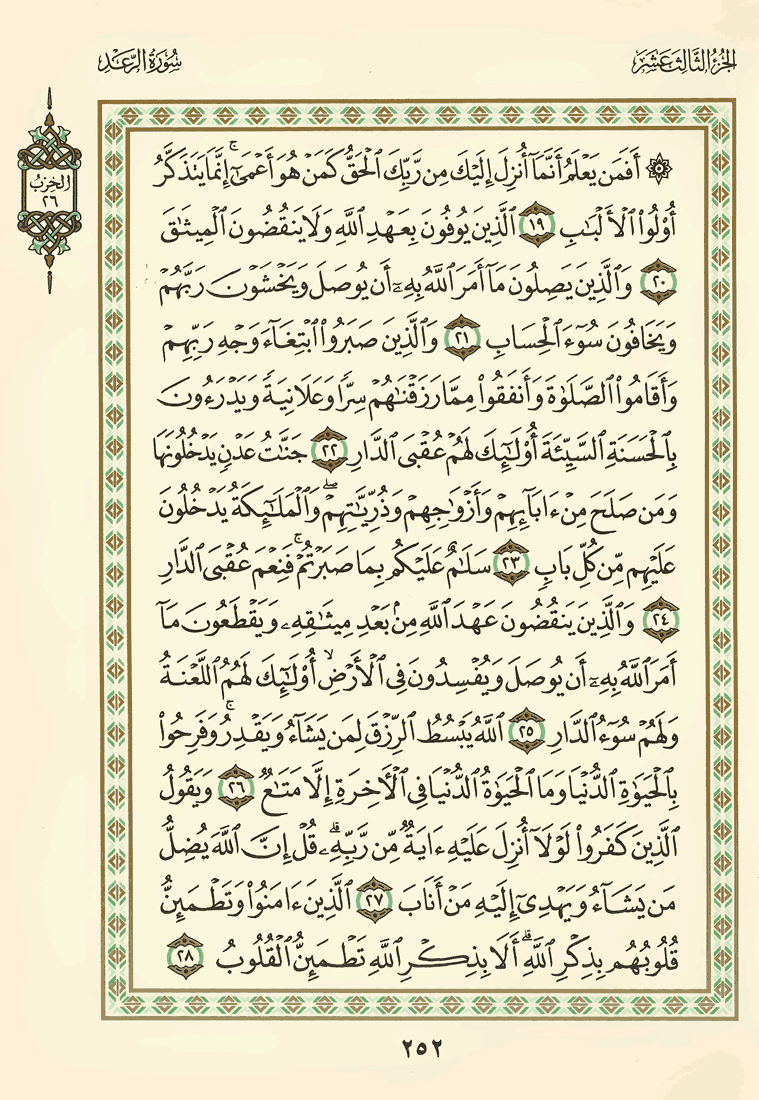 الجزء الثالث عشر
سورة الرعد
۞ أَفَمَن يَعْلَمُ أَنَّمَآ أُنزِلَ إِلَيْكَ مِن رَّبِّكَ ٱلْحَقُّ كَمَنْ هُوَ أَعْمَىٰٓ ۚ إِنَّمَا يَتَذَكَّرُ
أُو۟لُوا۟ ٱلْأَلْبَـٰبِ ١٩ ٱلَّذِينَ يُوفُونَ بِعَهْدِ ٱللَّهِ وَلَا يَنقُضُونَ ٱلْمِيثَـٰقَ
٢٠ وَٱلَّذِينَ يَصِلُونَ مَآ أَمَرَ ٱللَّهُ بِهِۦٓ أَن يُوصَلَ وَيَخْشَوْنَ رَبَّهُمْ
وَيَخَافُونَ سُوٓءَ ٱلْحِسَابِ ٢١ وَٱلَّذِينَ صَبَرُوا۟ ٱبْتِغَآءَ وَجْهِ رَبِّهِمْ
وَأَقَامُوا۟ ٱلصَّلَوٰةَ وَأَنفَقُوا۟ مِمَّا رَزَقْنَـٰهُمْ سِرًّا وَعَلَانِيَةً وَيَدْرَءُونَ
بِٱلْحَسَنَةِ ٱلسَّيِّئَةَ أُو۟لَـٰٓئِكَ لَهُمْ عُقْبَى ٱلدَّارِ ٢٢ جَنَّـٰتُ عَدْنٍ يَدْخُلُونَهَا
وَمَن صَلَحَ مِنْ ءَابَآئِهِمْ وَأَزْوَٰجِهِمْ وَذُرِّيَّـٰتِهِمْ ۖ وَٱلْمَلَـٰٓئِكَةُ يَدْخُلُونَ
عَلَيْهِم مِّن كُلِّ بَابٍ ٢٣ سَلَـٰمٌ عَلَيْكُم بِمَا صَبَرْتُمْ ۚ فَنِعْمَ عُقْبَى ٱلدَّارِ
٢٤ وَٱلَّذِينَ يَنقُضُونَ عَهْدَ ٱللَّهِ مِنۢ بَعْدِ مِيثَـٰقِهِۦ وَيَقْطَعُونَ مَآ
أَمَرَ ٱللَّهُ بِهِۦٓ أَن يُوصَلَ وَيُفْسِدُونَ فِى ٱلْأَرْضِ ۙ أُو۟لَـٰٓئِكَ لَهُمُ ٱللَّعْنَةُ
وَلَهُمْ سُوٓءُ ٱلدَّارِ ٢٥ ٱللَّهُ يَبْسُطُ ٱلرِّزْقَ لِمَن يَشَآءُ وَيَقْدِرُ ۚ وَفَرِحُوا۟
بِٱلْحَيَوٰةِ ٱلدُّنْيَا وَمَا ٱلْحَيَوٰةُ ٱلدُّنْيَا فِى ٱلْـَٔاخِرَةِ إِلَّا مَتَـٰعٌ ٢٦ وَيَقُولُ
ٱلَّذِينَ كَفَرُوا۟ لَوْلَآ أُنزِلَ عَلَيْهِ ءَايَةٌ مِّن رَّبِّهِۦ ۗ قُلْ إِنَّ ٱللَّهَ يُضِلُّ
مَن يَشَآءُ وَيَهْدِىٓ إِلَيْهِ مَنْ أَنَابَ ٢٧ ٱلَّذِينَ ءَامَنُوا۟ وَتَطْمَئِنُّ
قُلُوبُهُم بِذِكْرِ ٱللَّهِ ۗ أَلَا بِذِكْرِ ٱللَّهِ تَطْمَئِنُّ ٱلْقُلُوبُ ٢٨
الحزب
٢٦
٢٥٢